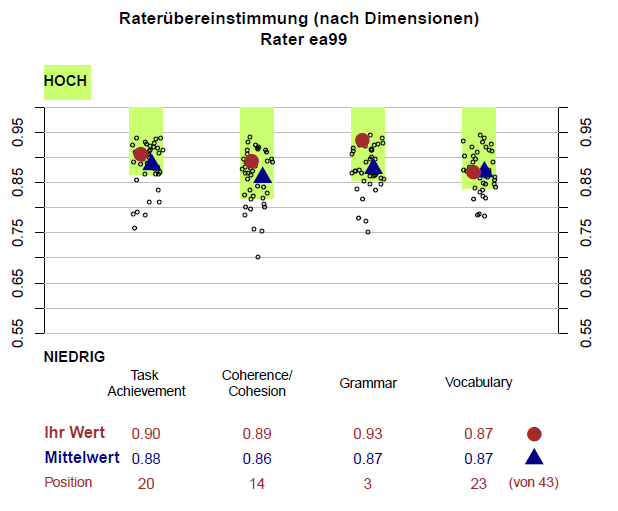 Raterübereinstimmung (nach Dimensionen)
Rater ea99
HOCH
0.95 0.95
0.85 0.85
0.75 0.75
0.65 0.65
0.55 0.55
NIEDRIG
Task Achievement Coherence/ Cohesion Grammar Vocabulary
Ihr Wert 0.90 0.89 0.93 0.87
Mittelwert 0.88 0.86 0.87 0.87
Position 20 14 3 23 (von 43)